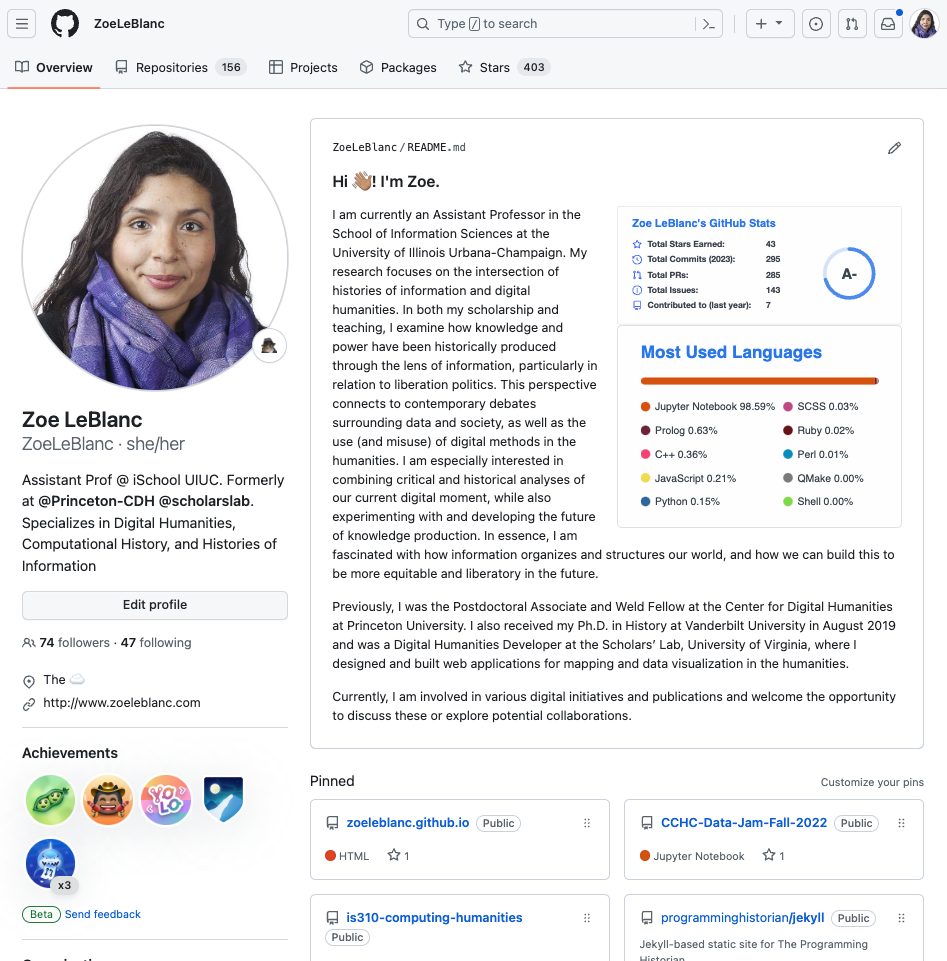 ZoeLeBlanc
Type / to search
Overview
Repositories 156
Projects
Packages
Stars 403
Zoe LeBlanc
ZoeLeBlanc · she/her
Assistant Prof @ iSchool UIUC. Formerly
at @Princeton-CDH @scholarslab.
Specializes in Digital Humanities,
Computational History, and Histories of
Information
Edit profile
74 followers · 47 following
The ☁️
http://www.zoeleblanc.com
Achievements
YOLO
x3
Beta Send feedback
ZoeLeBlanc/README.md
Hi 👋🏽! I'm Zoe.
I am currently an Assistant Professor in the
School of Information Sciences at the
University of Illinois Urbana-Champaign. My
research focuses on the intersection of
histories of information and digital
humanities. In both my scholarship and
teaching, I examine how knowledge and
power have been historically produced
through the lens of information, particularly in
relation to liberation politics. This perspective
connects to contemporary debates
surrounding data and society, as well as the
use (and misuse) of digital methods in the
humanities. I am especially interested in
combining critical and historical analyses of
our current digital moment, while also
experimenting with and developing the future
of knowledge production. In essence, I am
fascinated with how information organizes and structures our world, and how we can build this to
be more equitable and liberatory in the future.
Zoe LeBlanc's GitHub Stats
Total Stars Earned: 43
Total Commits (2023): 295
Total PRs: 285
Total Issues: 143
Contributed to (last year): 7
A-
Most Used Languages
Jupyter Notebook 98.59%
Prolog 0.63%
C++ 0.36%
JavaScript 0.21%
Python 0.15%
SCSS 0.03%
Ruby 0.02%
Perl 0.01%
QMake 0.00%
Shell 0.00%
Previously, I was the Postdoctoral Associate and Weld Fellow at the Center for Digital Humanities
at Princeton University. I also received my Ph.D. in History at Vanderbilt University in August 2019
and was a Digital Humanities Developer at the Scholars’ Lab, University of Virginia, where I
designed and built web applications for mapping and data visualization in the humanities.
Currently, I am involved in various digital initiatives and publications and welcome the opportunity
to discuss these or explore potential collaborations.
Pinned
Customize your pins
zoeleblanc.github.io Public
HTML 1
CCHC-Data-Jam-Fall-2022 Public
Jupyter Notebook 1
is310-computing-humanities
Public
programminghistorian/jekyll Public
Jekyll-based static site for The Programming
Historian